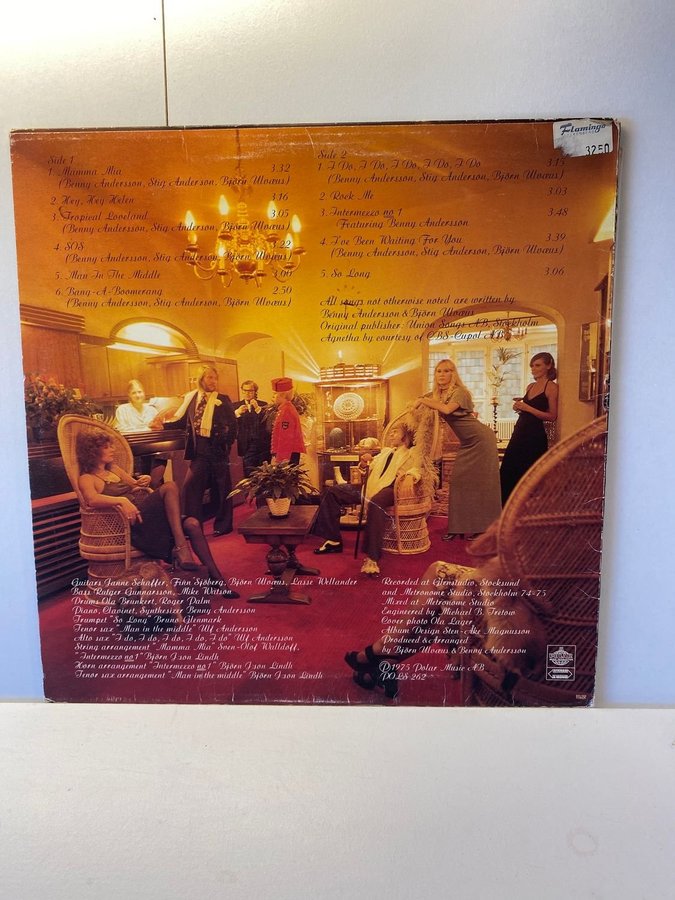 Flamingo
3250
Side 1
1. Mamma Mia 3.32
(Benny Andersson, Stig Anderson, Björn Ulvæus)
2 Hey, Hey Helen 3.16
3 Tropical Loveland 3.05
(Benny Andersson, Stig Anderson, Björn Ulvæus)
4. SOS 3.22
(Benny Andersson, Stig Anderson, Björn Ulvæus)
5. Man In The Middle 3.00
6. Bang-A-Boomerang 2.50
(Benny Andersson, Stig Anderson, Björn Ulvæus)
Side 2
1. I Do, I Do, I Do, I Do, I Do 3.15
(Benny Andersson, Stig Anderson, Björn Ulvæus)
2. Rock Me 3.03
3. Intermezzo no 1 3.48
Featuring Benny Andersson
4. I've Been Waiting For You 3.39
(Benny Andersson, Stig Anderson, Björn Ulvæus)
5. So Long 3.06
All songs not otherwise noted are written by
Benny Andersson & Björn Ulvæus
Original publisher: Union Songs AB, Stockholm
Agnetha by courtesy of CBS-Cupol AB
Guitars Janne Schaffer, Finn Sjöberg, Björn Ulvæus, Lasse Wellander
Bass Rutger Gunnarsson, Mike Watson
Drums Ola Brunkert, Roger Palm
Piano, Clavinet, Synthesizer Benny Andersson
Trumpet "So Long" Bruno Glenmark
Tenor sax "Man in the middle" Ulf Andersson
Alto sax "I do, I do, I do, I do, I do" Ulf Andersson
String arrangement "Mamma Mia" Sven-Olof Walldoff,
"Intermezzo no 1" Björn J:son Lindh
Horn arrangement "Intermezzo no 1" Björn J:son Lindh
Tenor sax arrangement "Man in the middle" Björn J:son Lindh
Recorded at Glenstudio, Stocksund
and Metronome Studio, Stockholm 74-75
Mixed at Metronome Studio
Engineered by Michael B. Tretow
Cover photo Ola Lager
Album Design Sten-Åke Magnusson
Produced & Arranged
by Björn Ulvæus & Benny Andersson
Ⓟ 1975 Polar Music AB
POLS 262